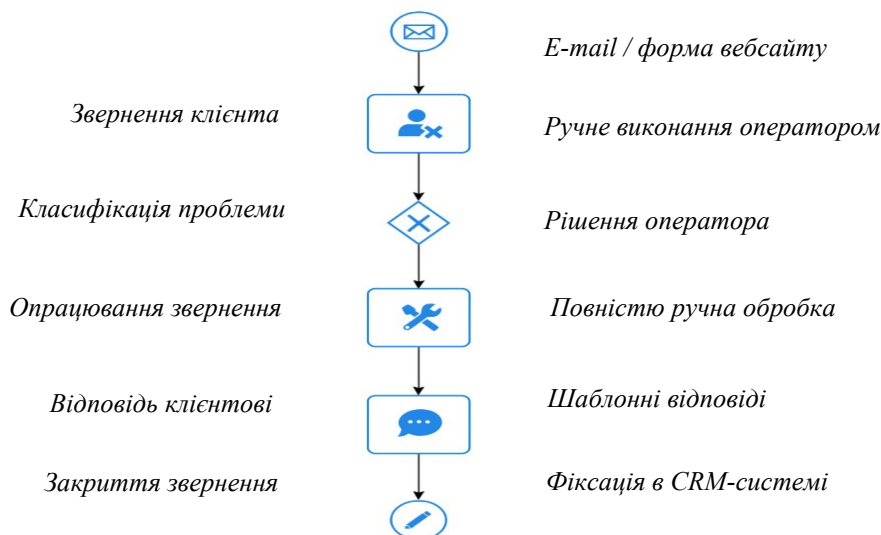 E-mail / форма вебсайту
Звернення клієнта
Ручне виконання оператором
Класифікація проблеми
Рішення оператора
Опрацювання звернення
Повністю ручна обробка
Відповідь клієнтові
Шаблонні відповіді
Закриття звернення
Фіксація в CRM-системі